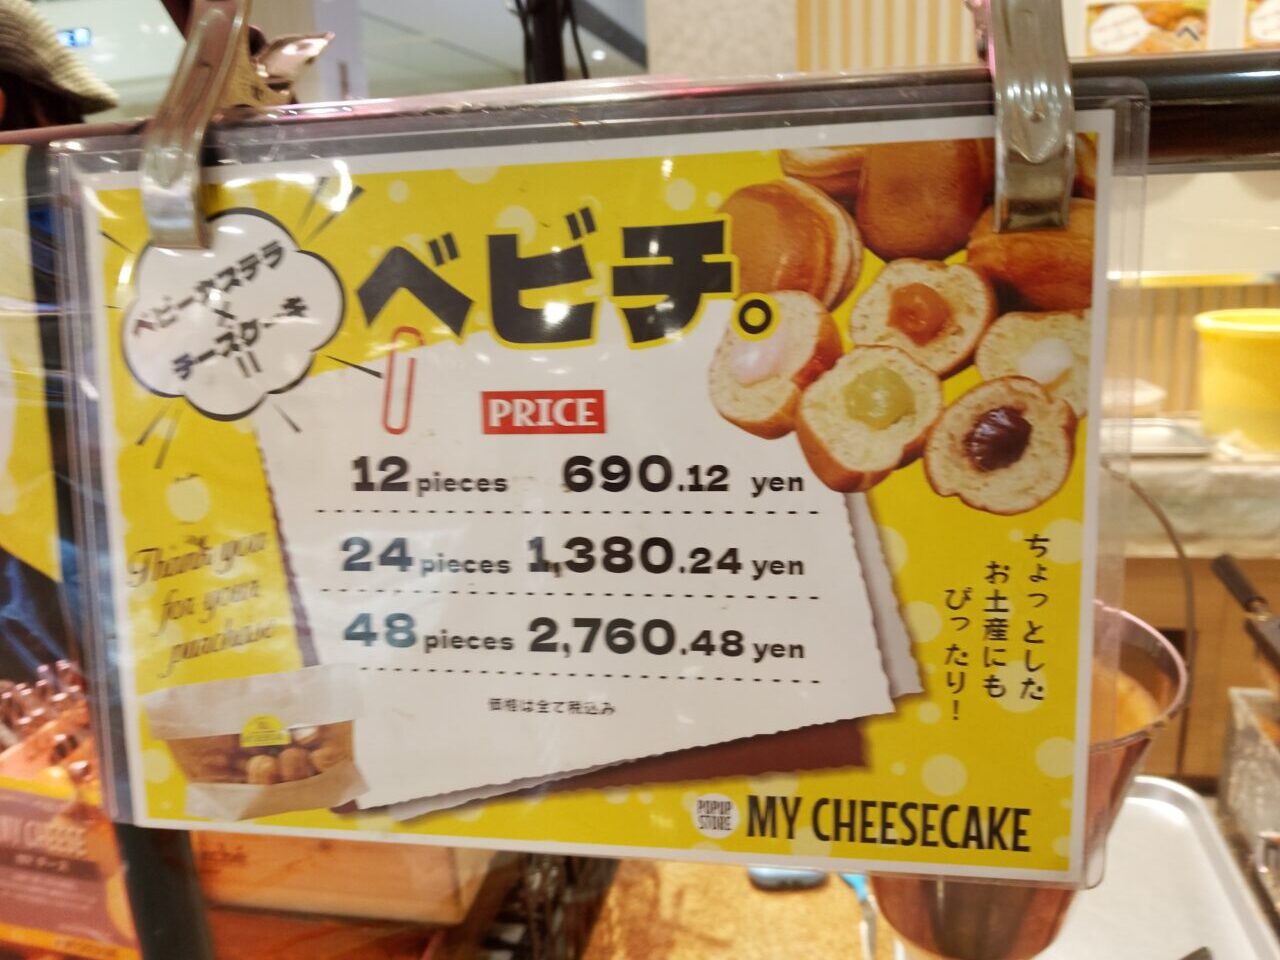 ベビーカステラ
×
チーズケーキ
=
ベビチ。
PRICE
12 pieces 690.12 yen
24 pieces 1,380.24 yen
48 pieces 2,760.48 yen
価格は全て税込み
Thank you
for your
purchase
ちょっとした
お土産にも
ぴったり！
POPUP
STORE
MY CHEESECAKE